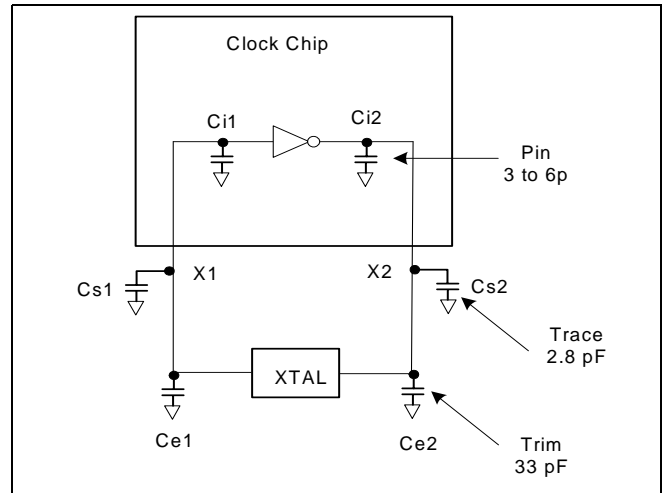 Clock Chip
Ci1
Ci2
Pin
3 to 6p
X1
X2
Cs1
Cs2
Trace
2.8 pF
XTAL
Ce1
Ce2
Trim
33 pF